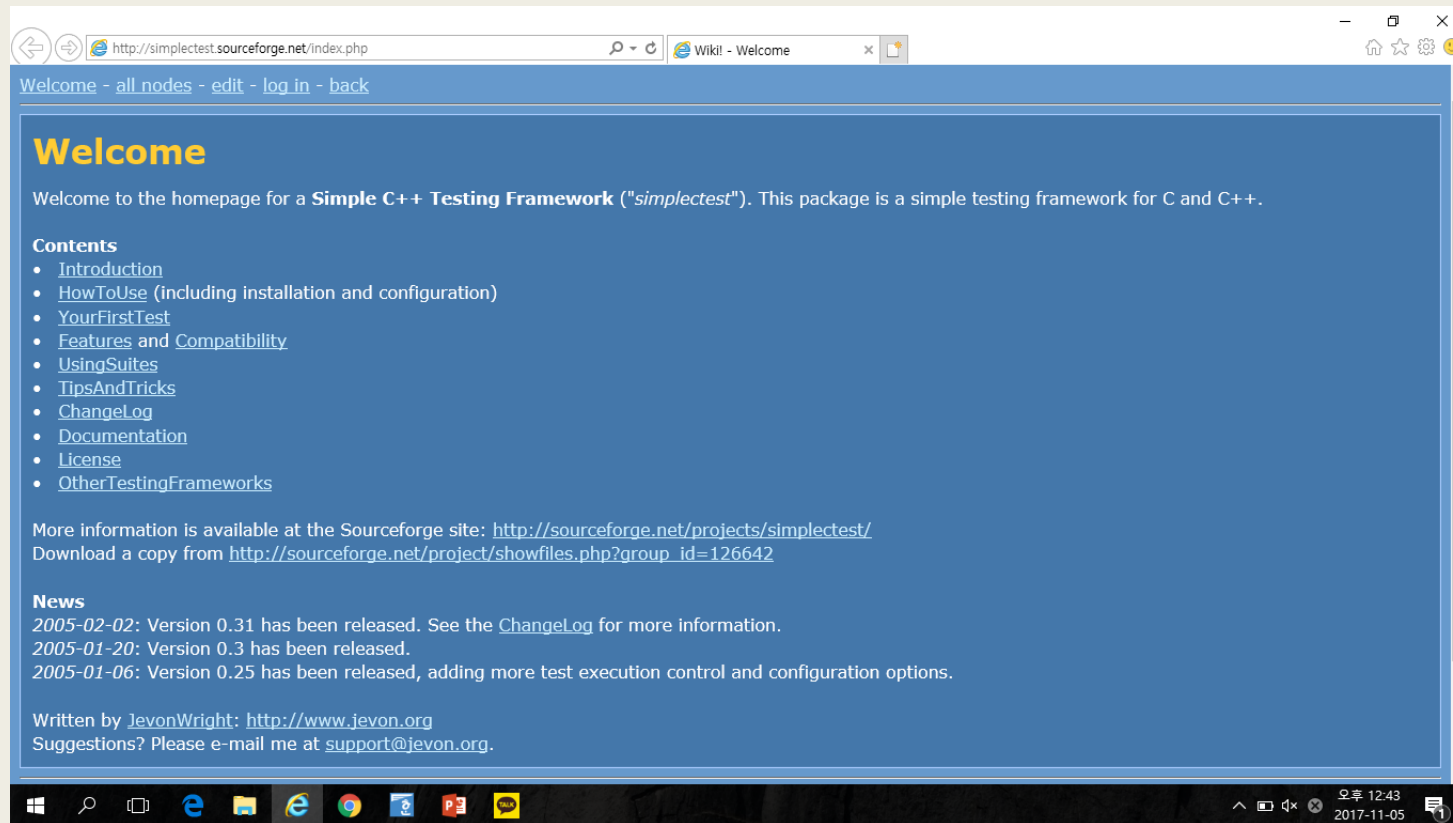 http://simplectest.sourceforge.net/index.php
Wiki! - Welcome
Welcome - all nodes - edit - log in - back
Welcome
Welcome to the homepage for a Simple C++ Testing Framework ("simplectest"). This package is a simple testing framework for C and C++.
Contents
• Introduction
• HowToUse (including installation and configuration)
• YourFirstTest
• Features and Compatibility
• UsingSuites
• TipsAndTricks
• ChangeLog
• Documentation
• License
• OtherTestingFrameworks
More information is available at the Sourceforge site: http://sourceforge.net/projects/simplectest/
Download a copy from http://sourceforge.net/project/showfiles.php?group_id=126642
News
2005-02-02: Version 0.31 has been released. See the ChangeLog for more information.
2005-01-20: Version 0.3 has been released.
2005-01-06: Version 0.25 has been released, adding more test execution control and configuration options.
Written by JevonWright: http://www.jevon.org
Suggestions? Please e-mail me at support@jevon.org.
TALK
오후 12:43
2017-11-05
1